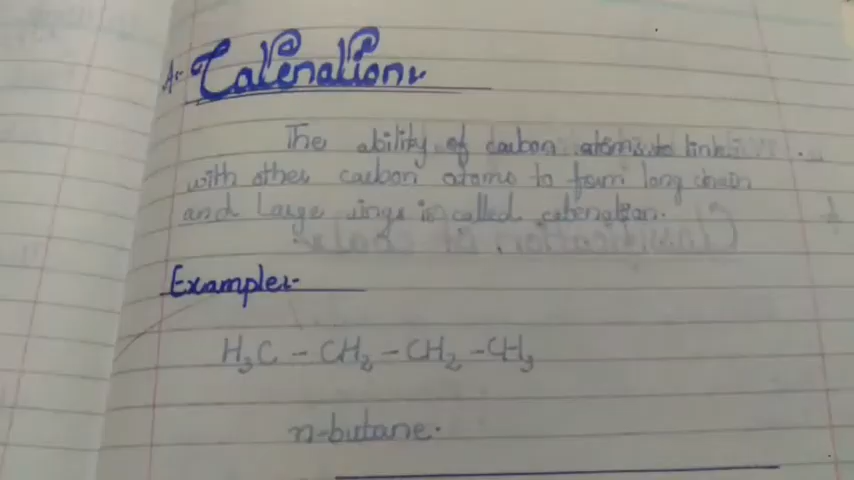 A:- Catenation:
The ability of carbon atoms to link
with other carbon atoms to form long chain
and Large rings is called catenation.
Example:-
H₃C – CH₂ – CH₂ – CH₃
n-butane.